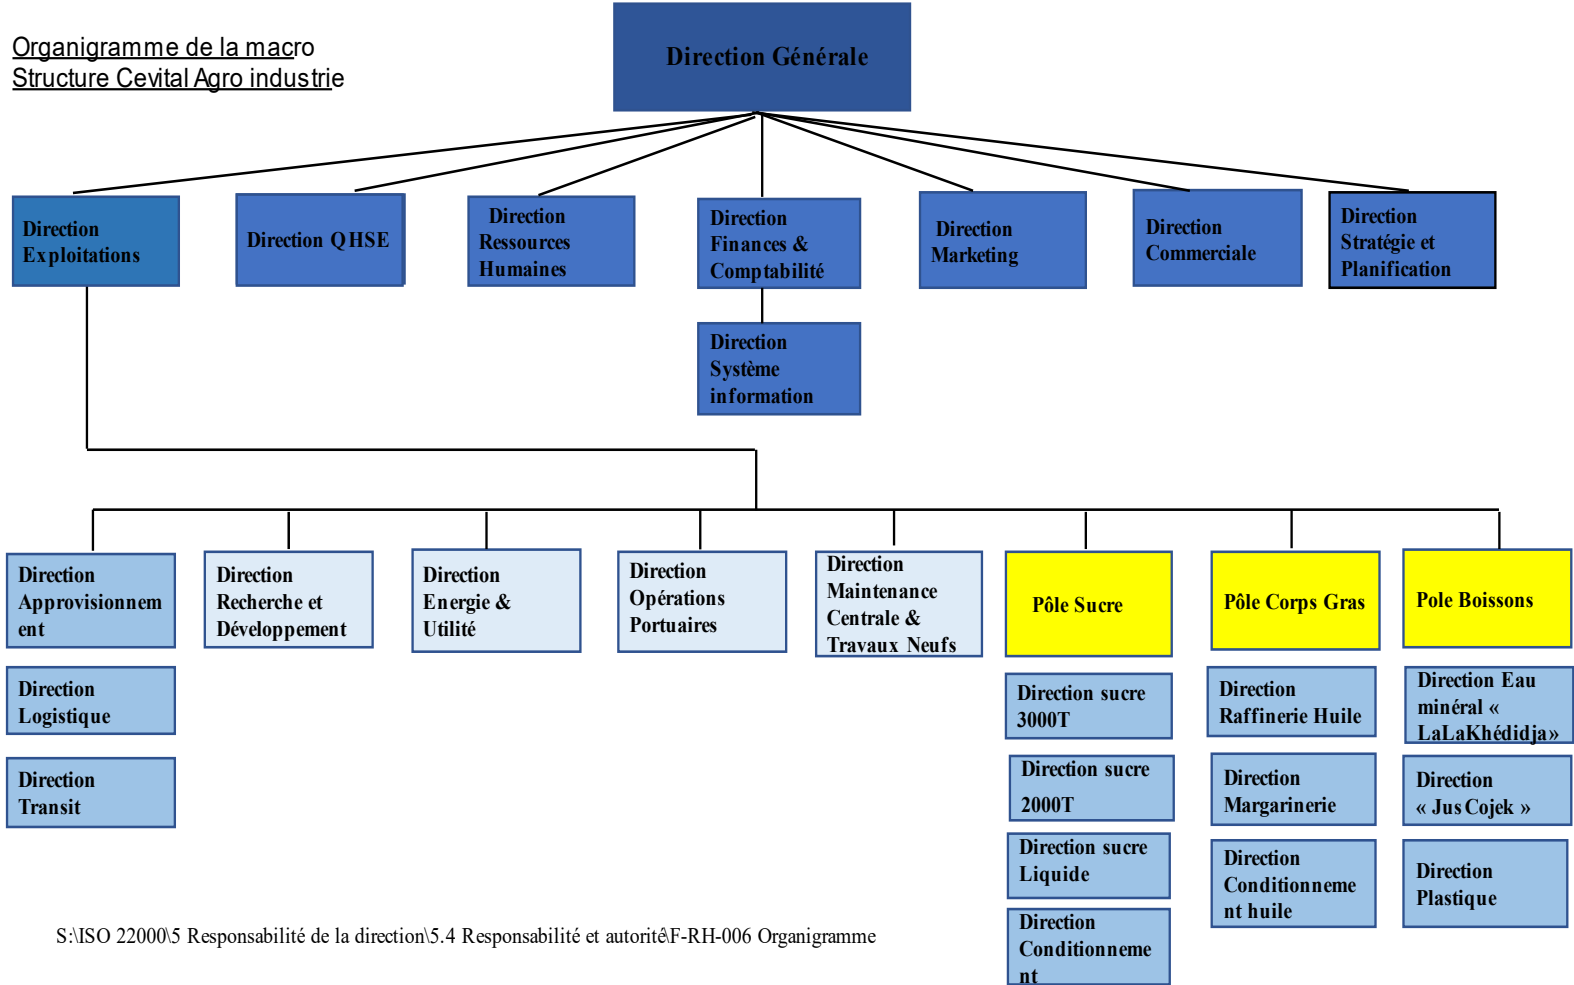 Organigramme de la macro
Structure Cevital Agro industrie
Direction Générale
Direction
Exploitations
Direction QHSE
Direction
Ressources
Humaines
Direction
Finances &
Comptabilité
Direction
Marketing
Direction
Commerciale
Direction
Stratégie et
Planification
Direction
Système
information
Direction
Approvisionnem
ent
Direction
Recherche et
Développement
Direction
Energie &
Utilité
Direction
Opérations
Portuaires
Direction
Maintenance
Centrale &
Travaux Neufs
Pôle Sucre
Pôle Corps Gras
Pole Boissons
Direction
Logistique
Direction
Transit
Direction sucre
3000T
Direction sucre
2000T
Direction sucre
Liquide
Direction
Conditionneme
nt
Direction
Raffinerie Huile
Direction
Margarinerie
Direction
Conditionneme
nt huile
Direction Eau
minéral «
LaLaKhédidja»
Direction
« Jus Cojek »
Direction
Plastique
S:\ISO 22000\5 Responsabilité de la direction\5.4 Responsabilité et autorité\F-RH-006 Organigramme